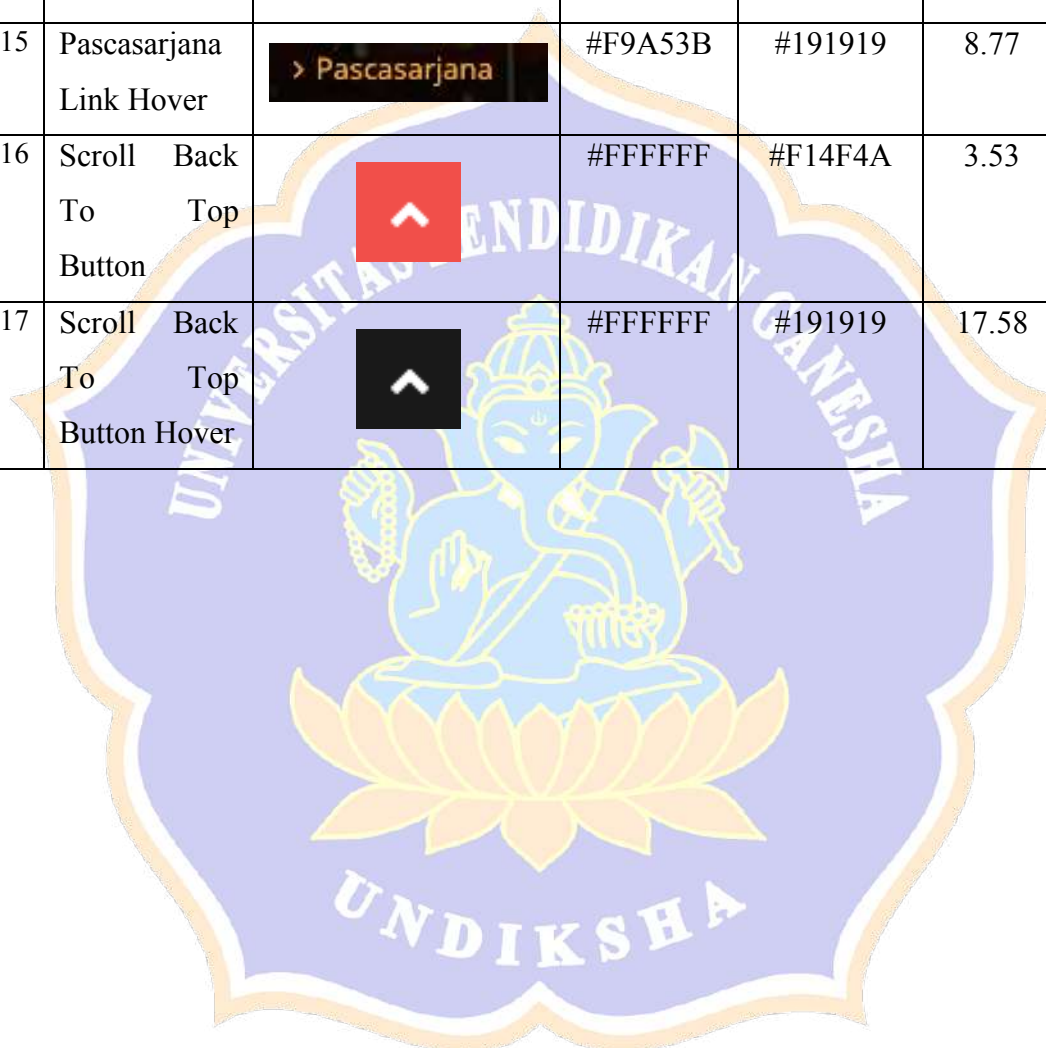 15 Pascasarjana > Pascasarjana #F9A53B #191919 8.77
Link Hover
16 Scroll Back #FFFFFF #F14F4A 3.53
To Top
Button
17 Scroll Back #FFFFFF #191919 17.58
To Top
Button Hover
UNIVERSITAS PENDIDIKAN GANESHA
UNDIKSHA